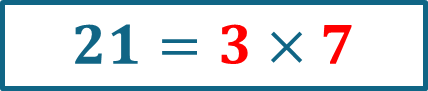 21 = 3 × 7